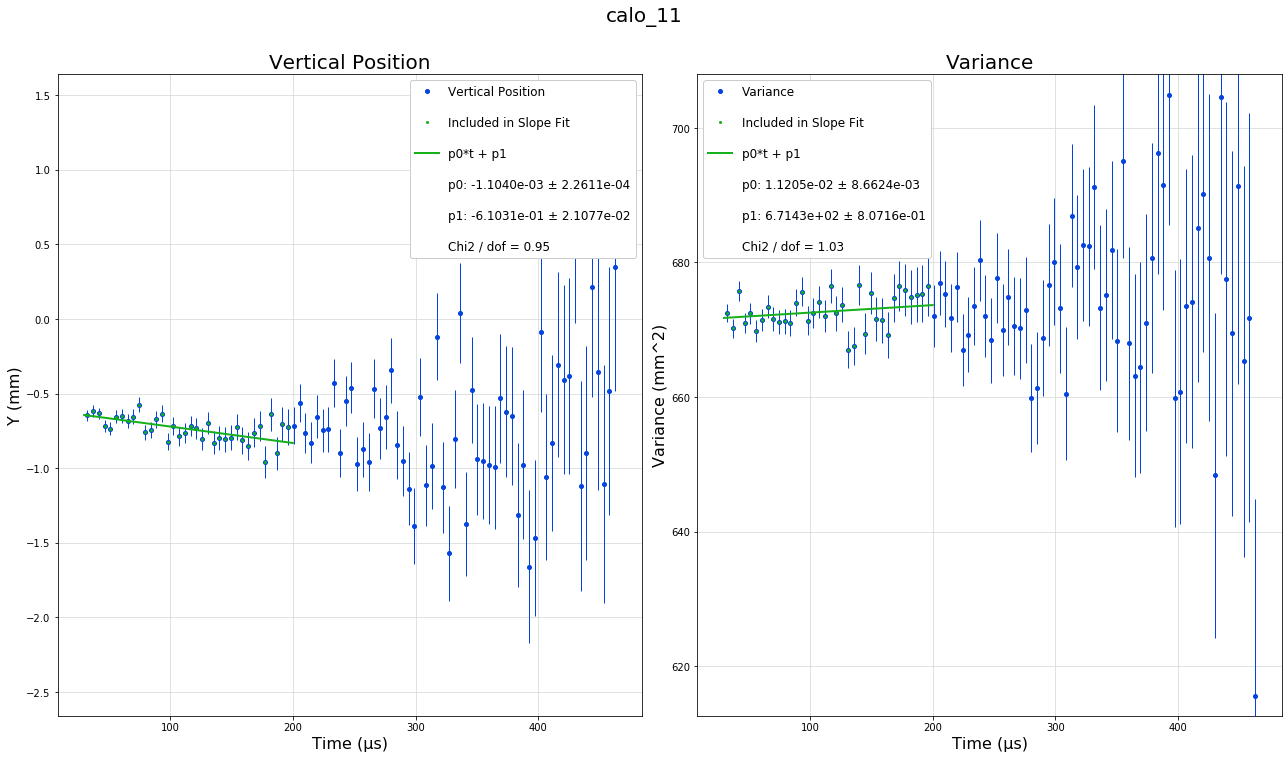 calo_11
Vertical Position
Vertical Position
Included in Slope Fit
p0*t + p1
p0: -1.1040e-03 ± 2.2611e-04
p1: -6.1031e-01 ± 2.1077e-02
Chi2 / dof = 0.95
Y (mm)
1.5
1.0
0.5
0.0
−0.5
−1.0
−1.5
−2.0
−2.5
100
200
300
400
Time (μs)
Variance
Variance
Included in Slope Fit
p0*t + p1
p0: 1.1205e-02 ± 8.6624e-03
p1: 6.7143e+02 ± 8.0716e-01
Chi2 / dof = 1.03
Variance (mm^2)
700
680
660
640
620
100
200
300
400
Time (μs)